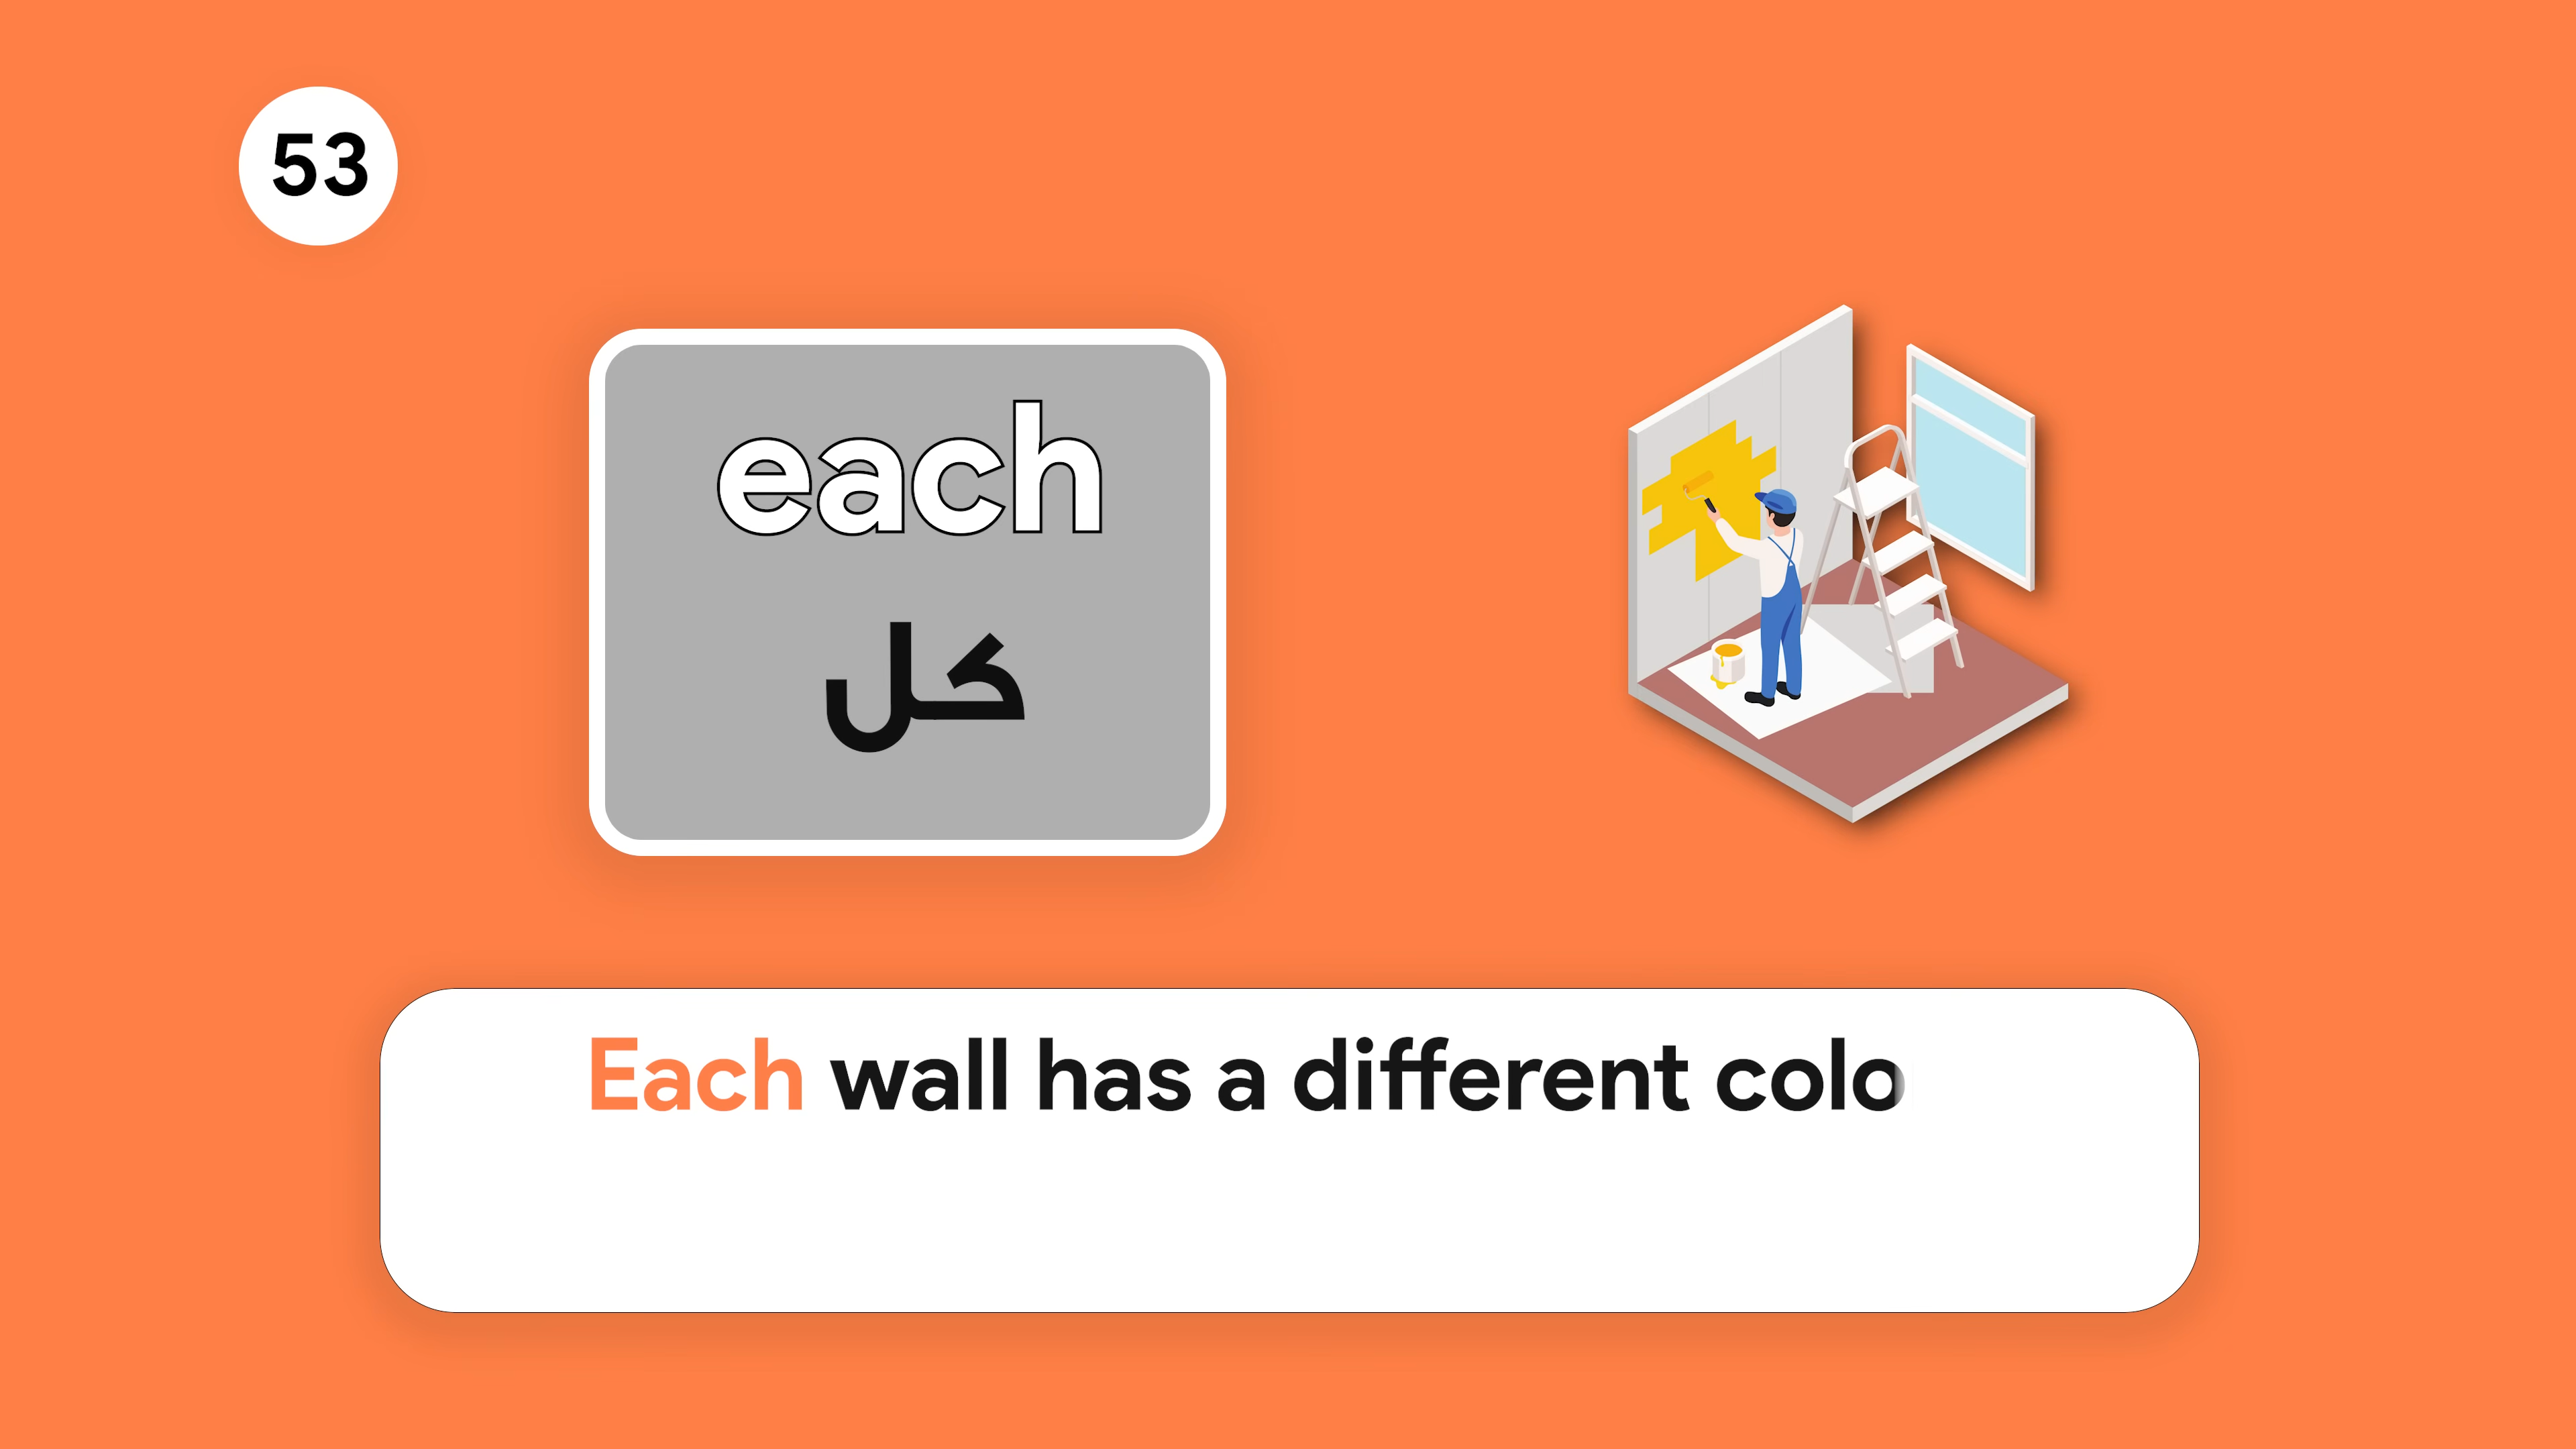 53
each
كل
Each wall has a different colo